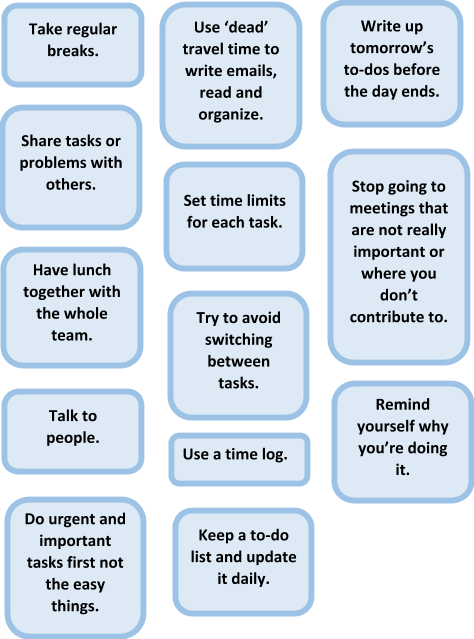 Take regular
breaks.
Share tasks or
problems with
others.
Have lunch
together with
the whole
team.
Talk to
people.
Do urgent and
important
tasks first not
the easy
things.
Use ‘dead’
travel time to
write emails,
read and
organize.
Set time limits
for each task.
Try to avoid
switching
between
tasks.
Use a time log.
Keep a to-do
list and update
it daily.
Write up
tomorrow’s
to-dos before
the day ends.
Stop going to
meetings that
are not really
important or
where you
don’t
contribute to.
Remind
yourself why
you’re doing
it.